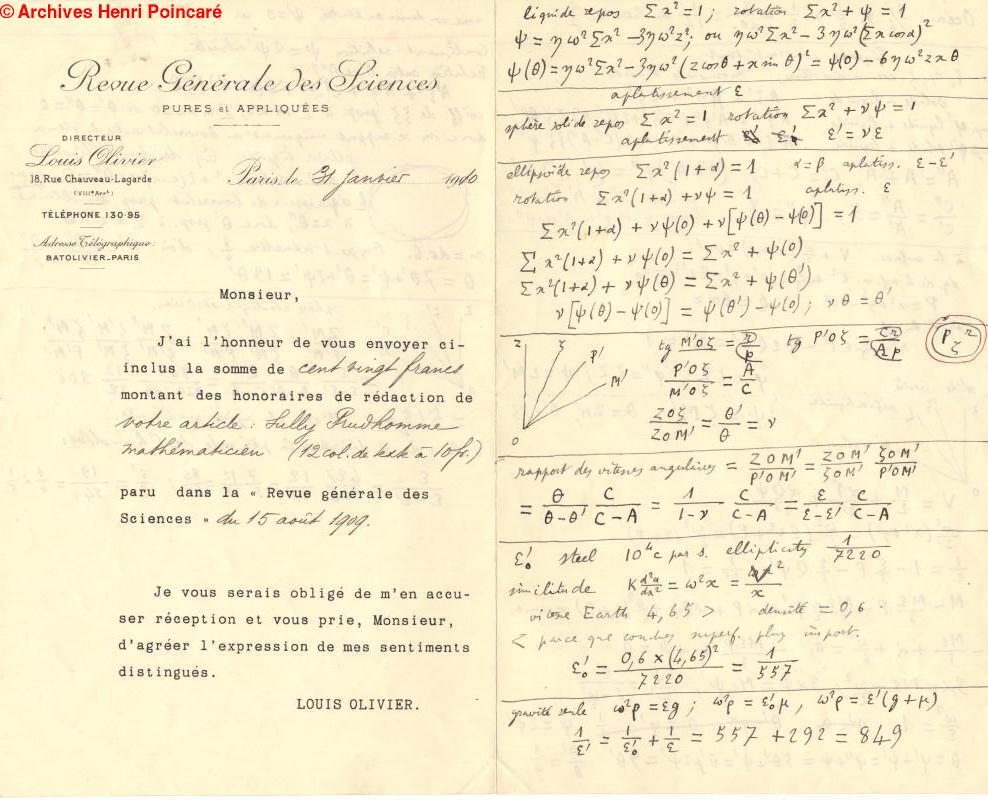 © Archives Henri Poincaré
Revue Générale des Sciences
PURES et APPLIQUÉES
DIRECTEUR
Louis Olivier
18, Rue Chauveau-Lagarde
(VIIIe Arrt)
TÉLÉPHONE 130-95
Adresse Télégraphique:
BATOLIVIER-PARIS
Paris, le 31 janvier 1910
Monsieur,
J'ai l'honneur de vous envoyer ci-
inclus la somme de cent vingt francs
montant des honoraires de rédaction de
votre article : Sully Prudhomme
mathématicien (12 col. de texte à 10 fr.)
paru dans la « Revue générale des
Sciences » du 15 août 1909.
Je vous serais obligé de m'en accu-
ser réception et vous prie, Monsieur,
d'agréer l'expression de mes sentiments
distingués.
LOUIS OLIVIER.
liquide repos Σx² = 1 ; rotation Σx² + ψ = 1
ψ = ηω²Σx² − 3ηω²z² ; ou ηω²Σx² − 3ηω²(Σx cosα)²
ψ(θ) = ηω²Σx² − 3ηω²(z cosθ + x sinθ)² = ψ(0) − 6ηω²zxθ
aplatissement ε
sphère solide repos Σx² = 1 rotation Σx² + νψ = 1
aplatissement ε'₀ ε' = νε
ellipsoïde repos Σx²(1+α) = 1 α = β aplatiss. ε−ε'
rotation Σx²(1+α) + νψ = 1 aplatiss. ε
Σx²(1+α) + νψ(0) + ν[ψ(θ) − ψ(0)] = 1
Σx²(1+α) + νψ(0) = Σx² + ψ(0)
Σx²(1+α) + νψ(θ) = Σx² + ψ(θ')
ν[ψ(θ) − ψ(0)] = ψ(θ') − ψ(0) ; νθ = θ'
z ζ P' M' o
tg M'oζ = r/p tg P'oζ = Cr/Ap
p r ζ
P'oζ/M'oζ = A/C
zoζ/zoM' = θ'/θ = ν
rapport des vitesses angulaires = ZOM'/P'OM' = ZOM'/ζOM' ζOM'/P'OM'
= θ/(θ−θ') C/(C−A) = 1/(1−ν) C/(C−A) = ε/(ε−ε') C/(C−A)
ε'₀ steel 10⁴c par s. ellipticity 1/7220
similitude K d²u/dx² = ω²x = x² / x
vitesse Earth 4,65 > densité = 0,6.
< parce que couches superf. plus import.
ε'₀ = 0,6 × (4,65)²/7220 = 1/557
gravité seule ω²ρ = εg ; ω²ρ = ε'₀μ, ω²ρ = ε'(g+μ)
1/ε' = 1/ε'₀ + 1/ε = 557 + 292 = 849